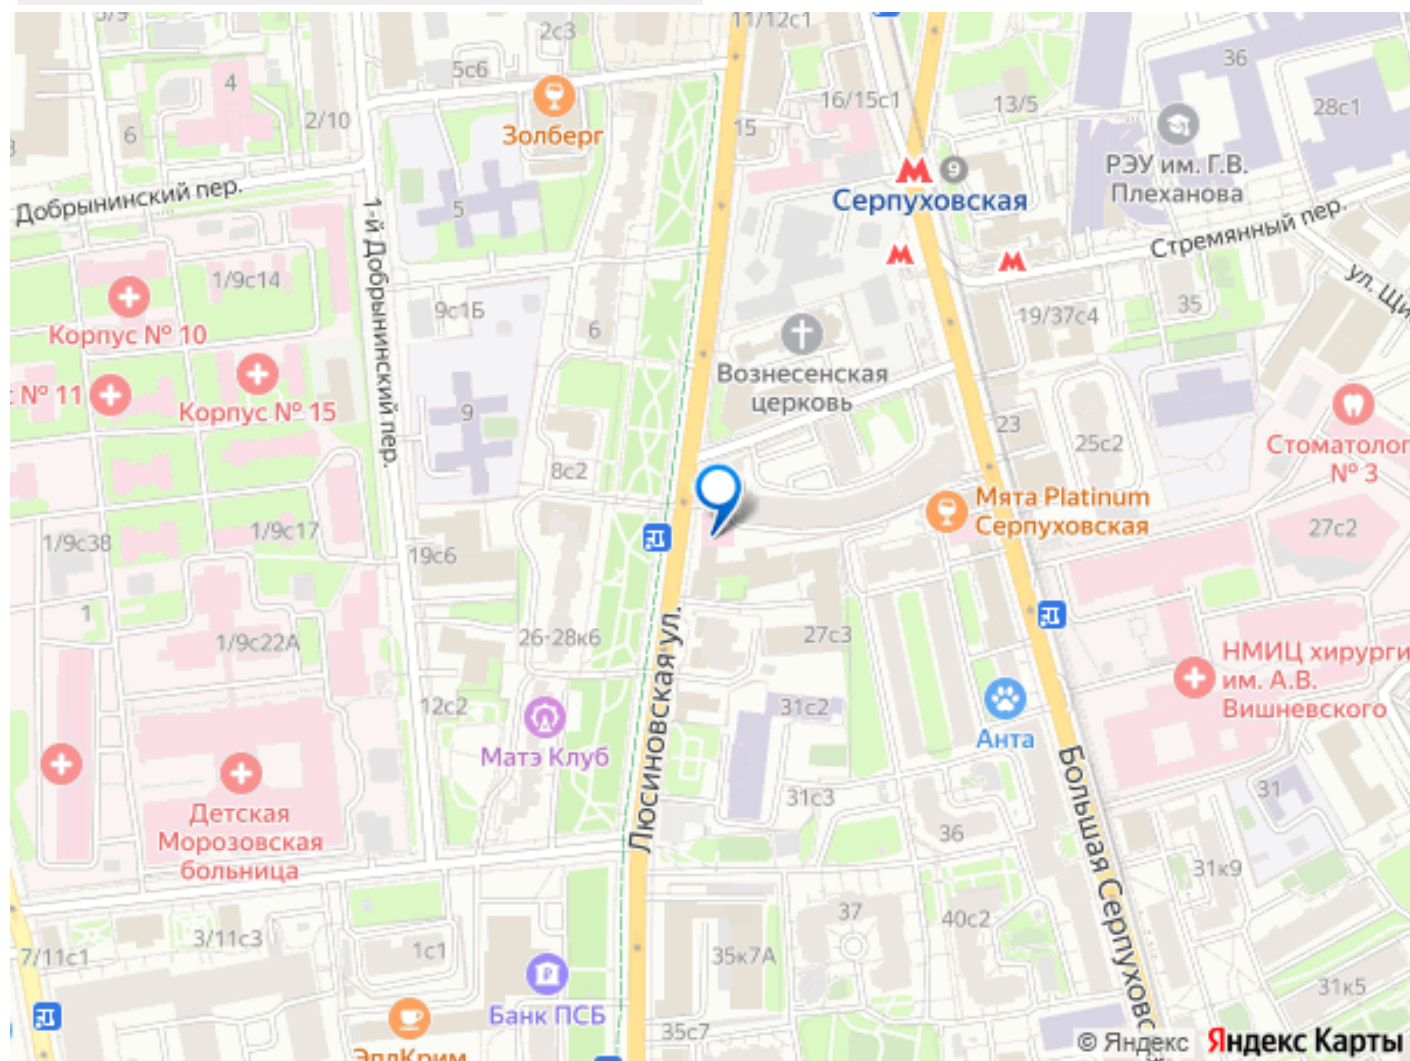 11/12с1
2с3
5с6
36
4
16/15с1
13/5
28с1
2/10
6
15
Золберг
РЭУ им. Г.В.
Плеханова
9
Серпуховская
Добрынинский пер.
5
1-й Добрынинский пер.
Стремянный пер.
1/9с14
9с1Б
35
19/37с4
6
Корпус № 10
Вознесенская
церковь
№ 11
Корпус № 15
9
23
25с2
Стоматолог
№ 3
8с2
Мята Platinum
Серпуховская
1/9с38
1/9с17
19с6
27с2
1
1/9с22А
26-28к6
27с3
НМИЦ хирурги
им. А.В.
Вишневского
Люсиновская ул.
12с2
31с2
Матэ Клуб
Анта
31с3
31
Детская
Морозовская
больница
36
Большая Серпуховс
31к9
37
40с2
7/11с1
3/11с3
1с1
35к7А
31к5
Банк ПСБ
35с7
ЭплКрим
© Яндекс Яндекс Карты